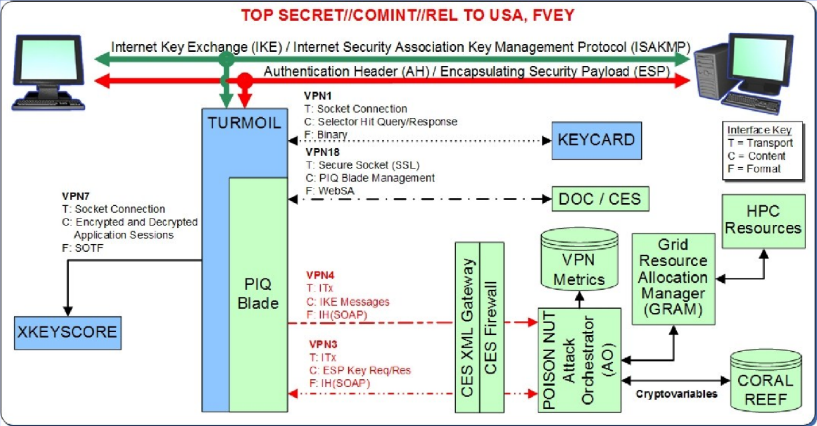 TOP SECRET//COMINT//REL TO USA, FVEY
Internet Key Exchange (IKE) / Internet Security Association Key Management Protocol (ISAKMP)
Authentication Header (AH) / Encapsulating Security Payload (ESP)
TURMOIL
VPN1
T: Socket Connection
C: Selector Hit Query/Response
F: Binary
KEYCARD
Interface Key
T = Transport
C = Content
F = Format
VPN18
T: Secure Socket (SSL)
C: PIQ Blade Management
F: WebSA
DOC / CES
VPN7
T: Socket Connection
C: Encrypted and Decrypted
Application Sessions
F: SOTF
XKEYSCORE
PIQ
Blade
VPN4
T: ITx
C: IKE Messages
F: IH(SOAP)
VPN3
T: ITx
C: ESP Key Req/Res
F: IH(SOAP)
CES XML Gateway
CES Firewall
VPN
Metrics
POISON NUT
Attack
Orchestrator
(AO)
Grid
Resource
Allocation
Manager
(GRAM)
HPC
Resources
Cryptovariables
CORAL
REEF